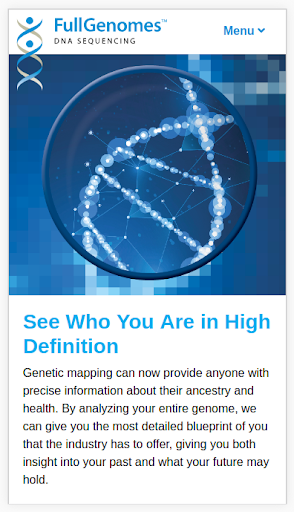 FullGenomes™
DNA SEQUENCING
Menu
See Who You Are in High
Definition
Genetic mapping can now provide anyone with
precise information about their ancestry and
health. By analyzing your entire genome, we
can give you the most detailed blueprint of you
that the industry has to offer, giving you both
insight into your past and what your future may
hold.